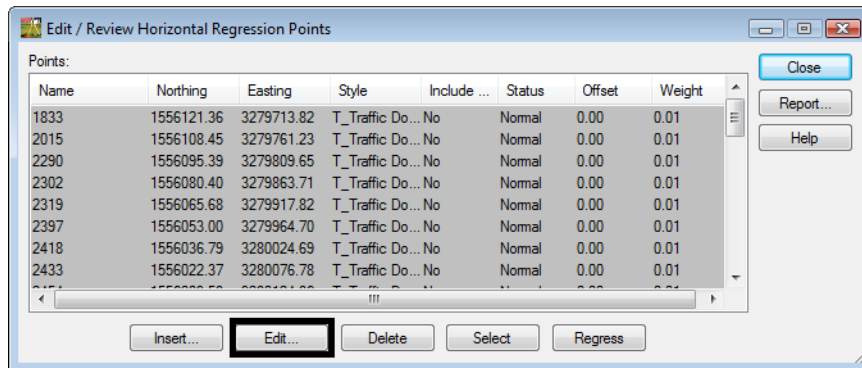 Edit / Review Horizontal Regression Points
Points:
Name Northing Easting Style Include ... Status Offset Weight
1833 1556121.36 3279713.82 T_Traffic Do... No Normal 0.00 0.01
2015 1556108.45 3279761.23 T_Traffic Do... No Normal 0.00 0.01
2290 1556095.39 3279809.65 T_Traffic Do... No Normal 0.00 0.01
2302 1556080.40 3279863.71 T_Traffic Do... No Normal 0.00 0.01
2319 1556065.68 3279917.82 T_Traffic Do... No Normal 0.00 0.01
2397 1556053.00 3279964.70 T_Traffic Do... No Normal 0.00 0.01
2418 1556036.79 3280024.69 T_Traffic Do... No Normal 0.00 0.01
2433 1556022.37 3280076.78 T_Traffic Do... No Normal 0.00 0.01
Close
Report...
Help
Insert... Edit... Delete Select Regress